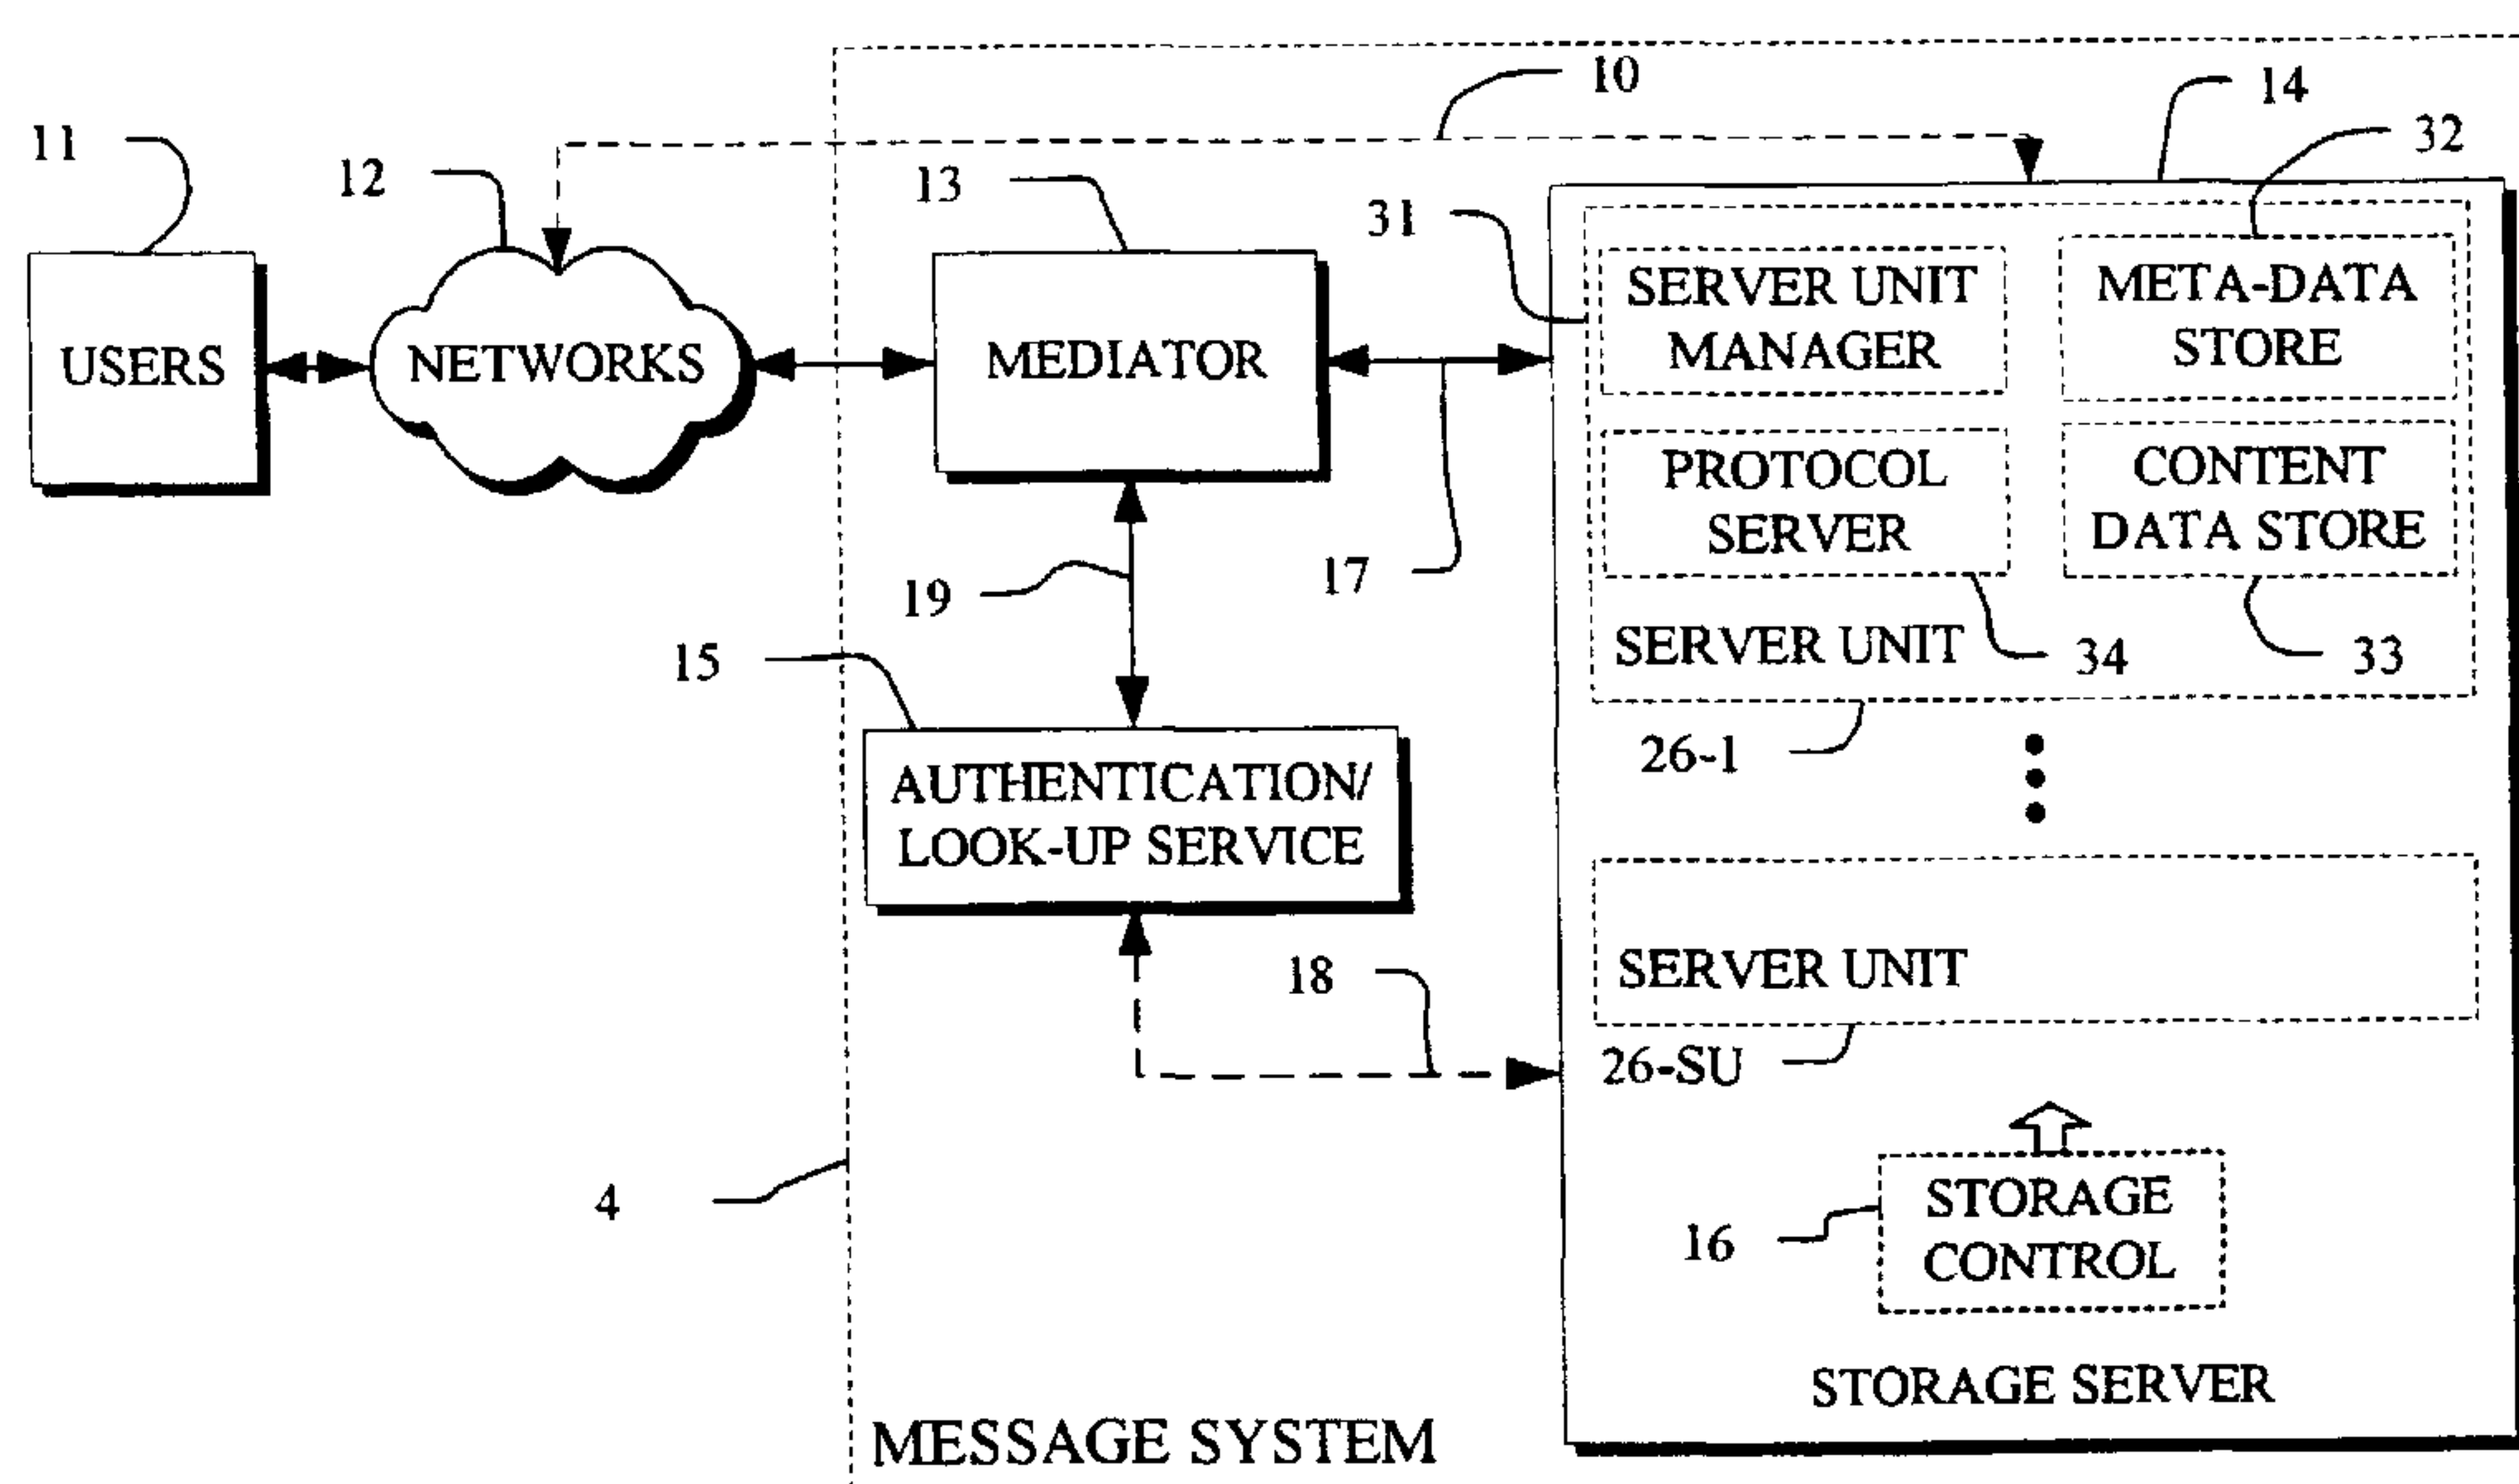 10
14
32
11
12
13
31
USERS
NETWORKS
MEDIATOR
SERVER UNIT
MANAGER
META-DATA
STORE
PROTOCOL
SERVER
CONTENT
DATA STORE
19
17
SERVER UNIT
34
33
15
26-1
AUTHENTICATION/
LOOK-UP SERVICE
18
SERVER UNIT
26-SU
4
16
STORAGE
CONTROL
STORAGE SERVER
MESSAGE SYSTEM